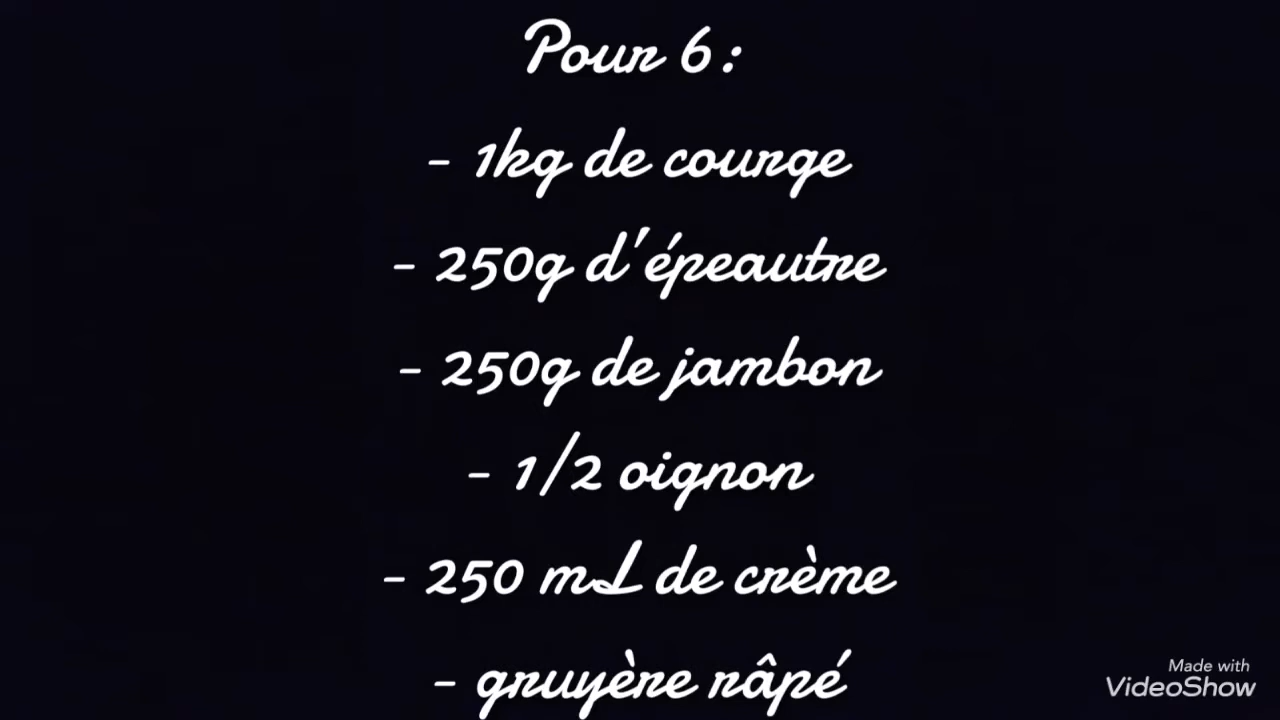 Pour 6 :
- 1kg de courge
- 250g d'épeautre
- 250g de jambon
- 1/2 oignon
- 250 mL de crème
- gruyère râpé
Made with
VideoShow